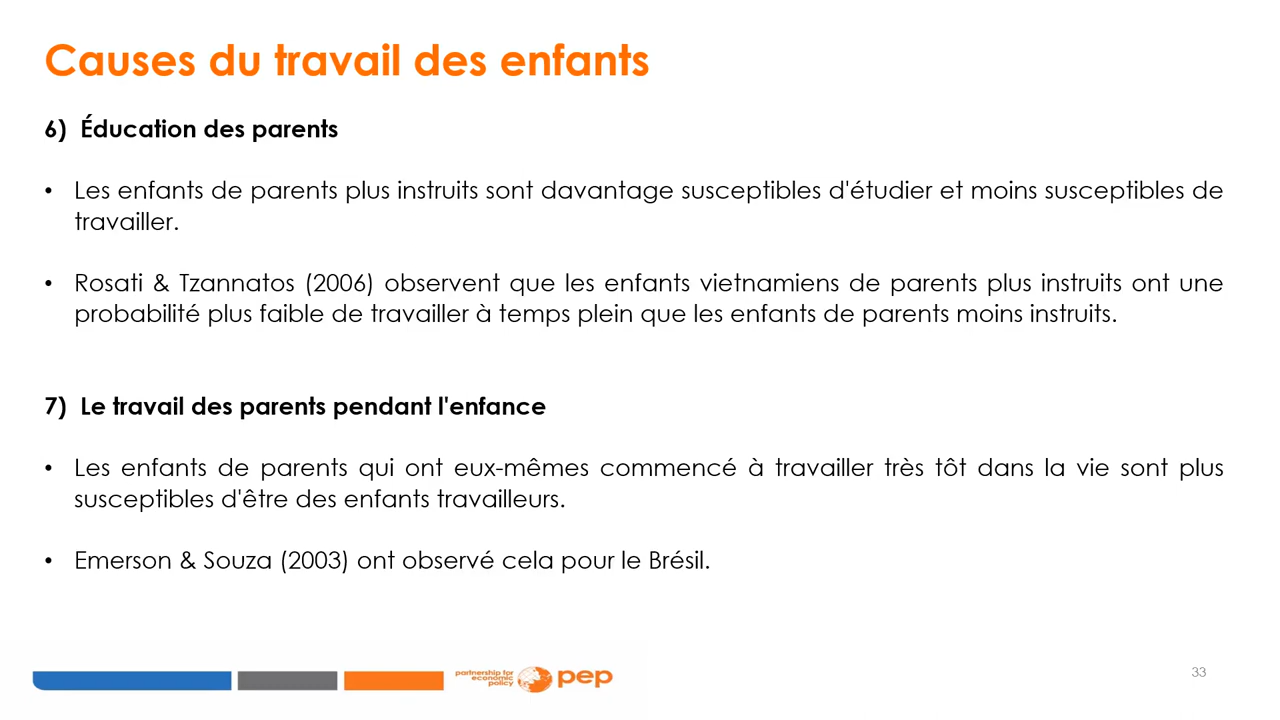 Causes du travail des enfants
6) Éducation des parents
• Les enfants de parents plus instruits sont davantage susceptibles d'étudier et moins susceptibles de
travailler.
• Rosati & Tzannatos (2006) observent que les enfants vietnamiens de parents plus instruits ont une
probabilité plus faible de travailler à temps plein que les enfants de parents moins instruits.
7) Le travail des parents pendant l'enfance
• Les enfants de parents qui ont eux-mêmes commencé à travailler très tôt dans la vie sont plus
susceptibles d'être des enfants travailleurs.
• Emerson & Souza (2003) ont observé cela pour le Brésil.
partnership for
economic
policy
pep
33